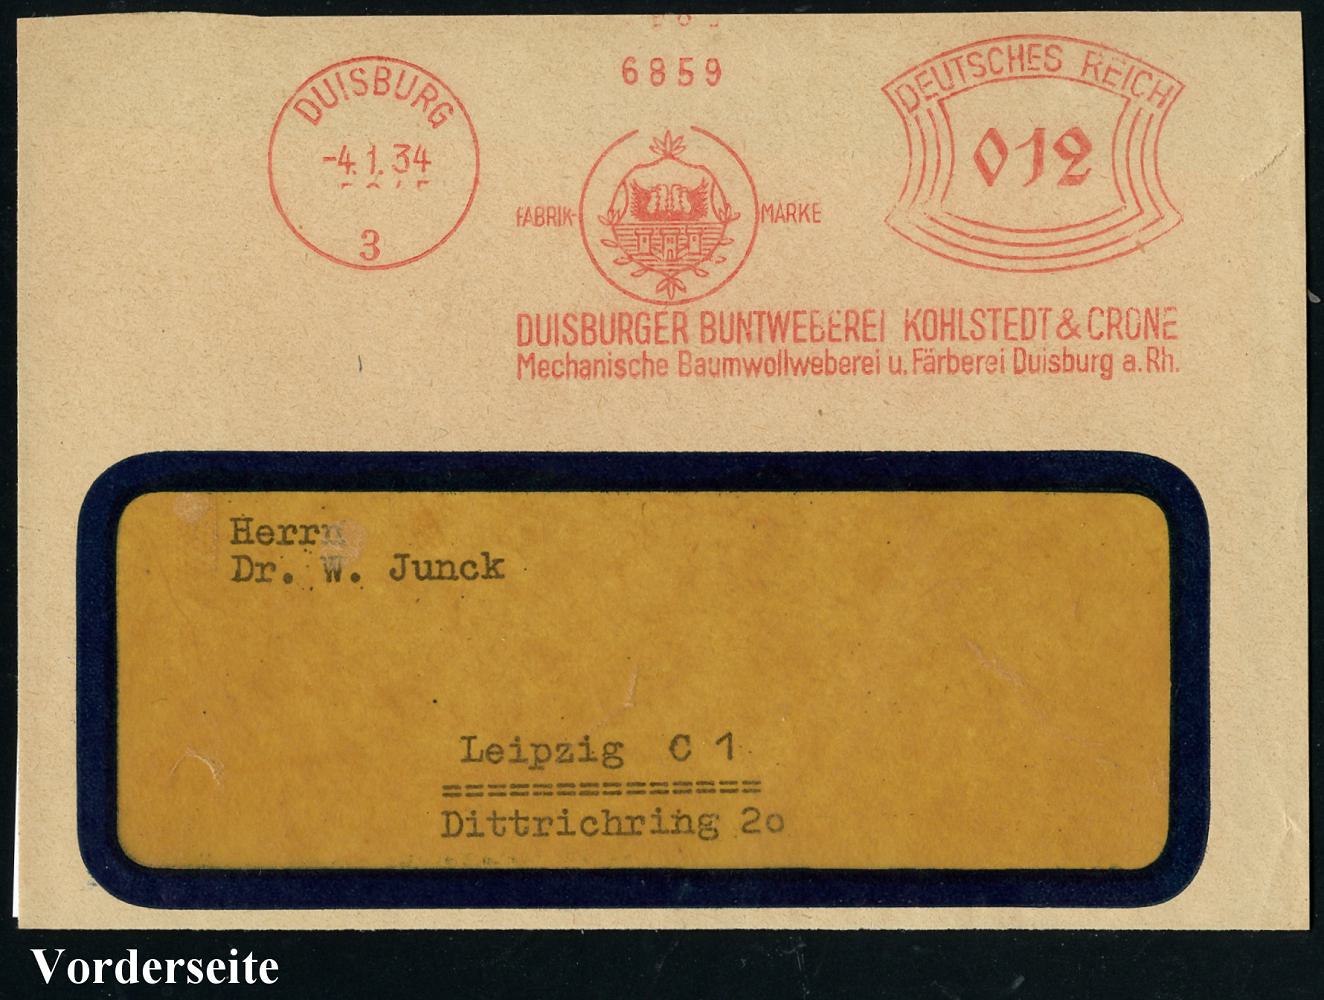 6859
DUISBURG
-4.1.34
3
DEUTSCHES REICH
012
FABRIK- MARKE
DUISBURGER BUNTWEBEREI KOHLSTEDT & CRONE
Mechanische Baumwollweberei u. Färberei Duisburg a. Rh.
Herrn
Dr. W. Junck
Leipzig C 1
==============
Dittrichring 2o
Vorderseite